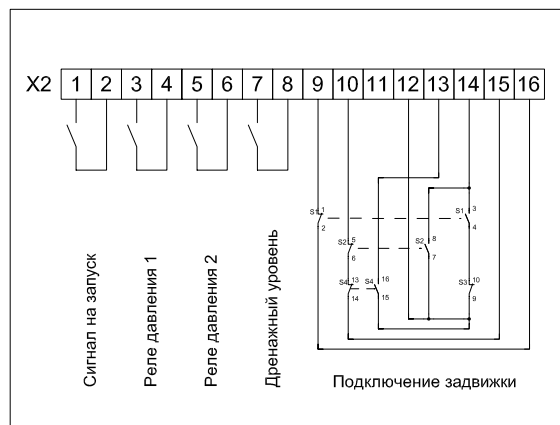 X2 1 2 3 4 5 6 7 8 9 10 11 12 13 14 15 16
S1 1 2
S1 3 4
S2 5 6
S2 8 7
S4 13 14
S4 16 15
S3 10 9
Сигнал на запуск
Реле давления 1
Реле давления 2
Дренажный уровень
Подключение задвижки